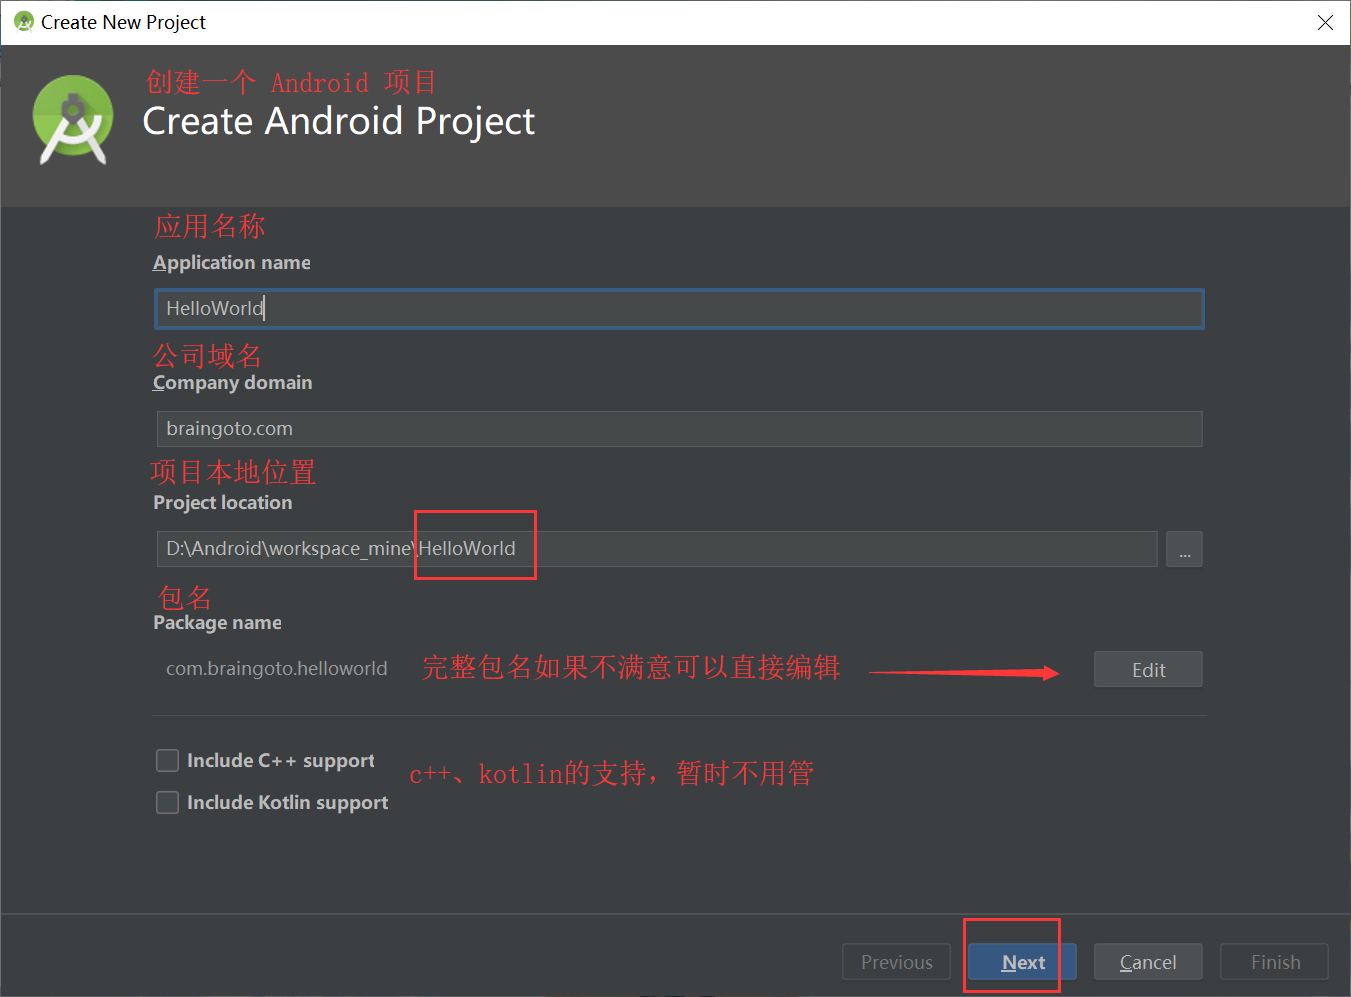 Create New Project
创建一个 Android 项目
Create Android Project
应用名称
Application name
HelloWorld
公司域名
Company domain
braingoto.com
项目本地位置
Project location
D:\Android\workspace_mine\HelloWorld
...
包名
Package name
com.braingoto.helloworld
完整包名如果不满意可以直接编辑
Edit
Include C++ support
c++、kotlin的支持，暂时不用管
Include Kotlin support
Previous
Next
Cancel
Finish